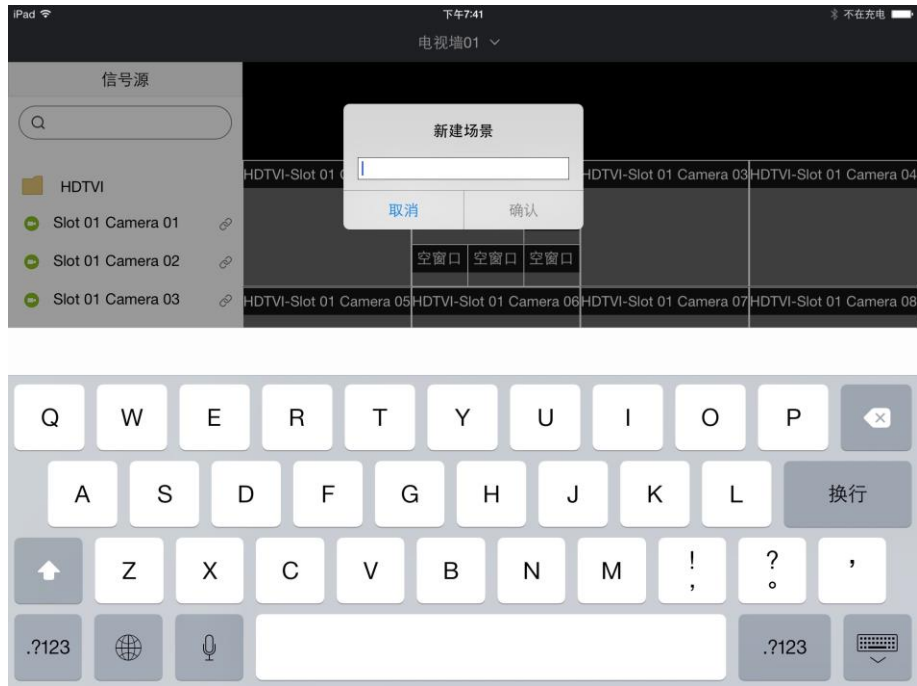 iPad 下午7:41 不在充电
电视墙01
信号源
新建场景
取消 确认
HDTVI
Slot 01 Camera 01
Slot 01 Camera 02
Slot 01 Camera 03
HDTVI-Slot 01 HDTVI-Slot 01 Camera 03 HDTVI-Slot 01 Camera 04
空窗口 空窗口 空窗口
HDTVI-Slot 01 Camera 05 HDTVI-Slot 01 Camera 06 HDTVI-Slot 01 Camera 07 HDTVI-Slot 01 Camera 08
Q W E R T Y U I O P
A S D F G H J K L 换行
Z X C V B N M ! , ? 。 ’
.?123 .?123